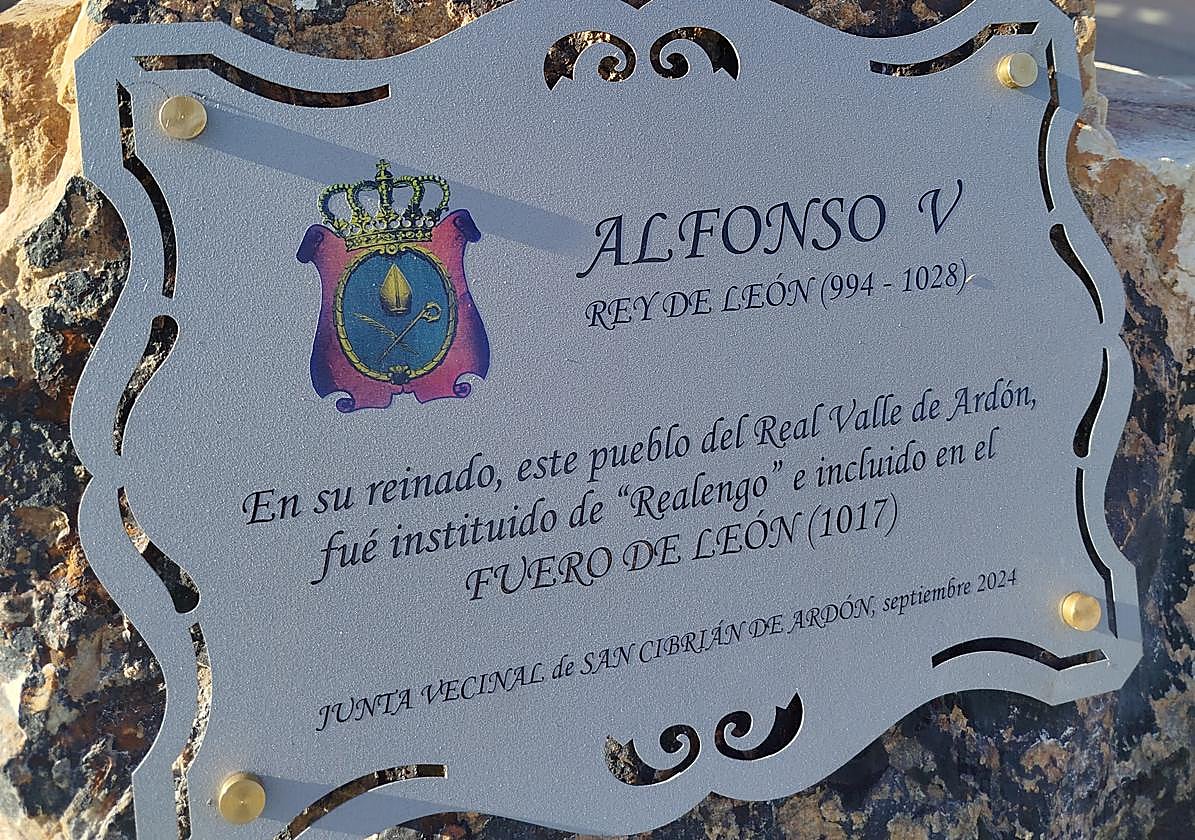 ALFONSO V
REY DE LEÓN (994 - 1028)
En su reinado, este pueblo del Real Valle de Ardón,
fué instituido de “Realengo” e incluido en el
FUERO DE LEÓN (1017)
JUNTA VECINAL de SAN CIBRIÁN DE ARDÓN, septiembre 2024